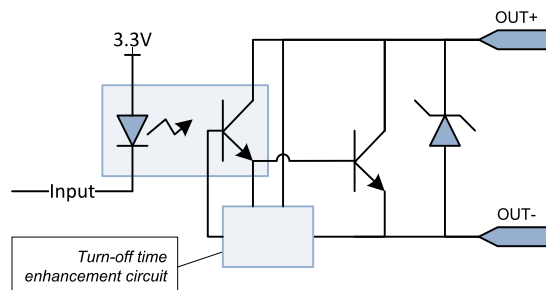 OUT+
3.3V
Input
OUT-
Turn-off time
enhancement circuit